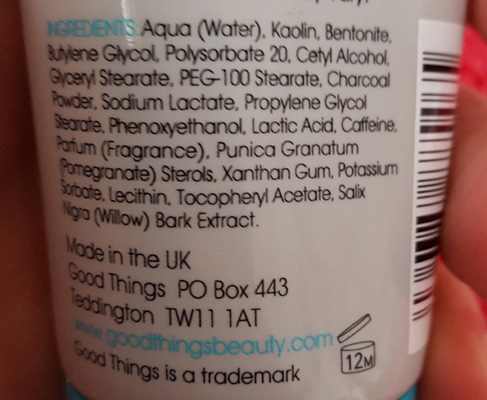 INGREDIENTS: Aqua (Water), Kaolin, Bentonite,
Butylene Glycol, Polysorbate 20, Cetyl Alcohol,
Glyceryl Stearate, PEG-100 Stearate, Charcoal
Powder, Sodium Lactate, Propylene Glycol
Stearate, Phenoxyethanol, Lactic Acid, Caffeine,
Parfum (Fragrance), Punica Granatum
(Pomegranate) Sterols, Xanthan Gum, Potassium
Sorbate, Lecithin, Tocopheryl Acetate, Salix
Nigra (Willow) Bark Extract.
Made in the UK
Good Things PO Box 443
Teddington TW11 1AT
www.goodthingsbeauty.com
Good Things is a trademark
12M